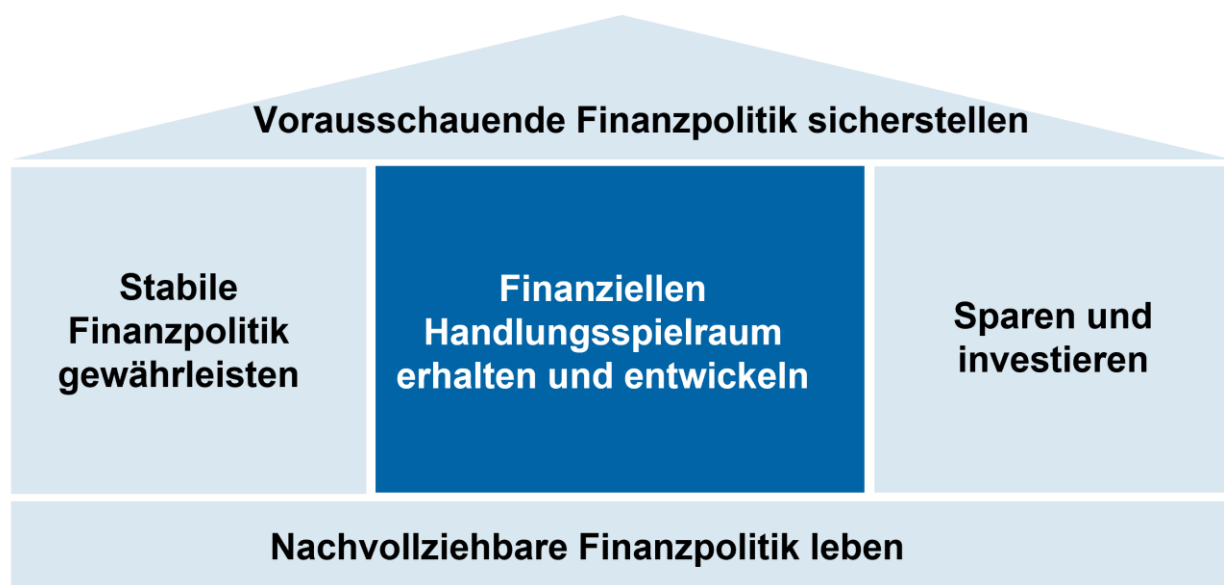 Vorausschauende Finanzpolitik sicherstellen
Stabile
Finanzpolitik
gewährleisten
Finanziellen
Handlungsspielraum
erhalten und entwickeln
Sparen und
investieren
Nachvollziehbare Finanzpolitik leben